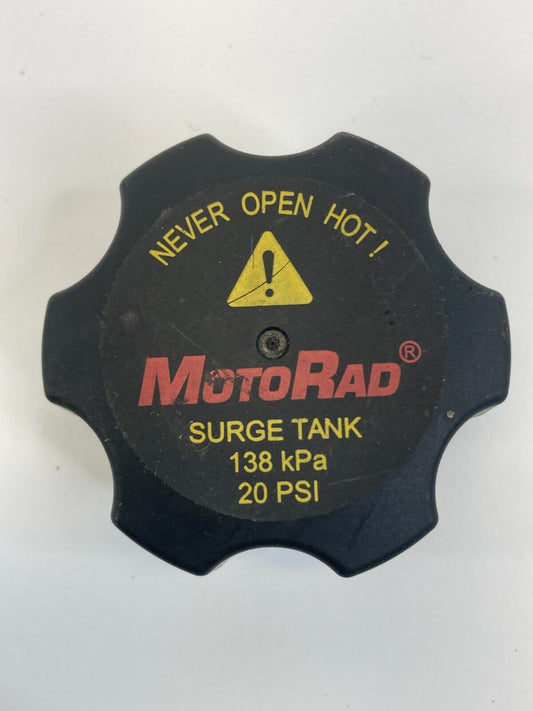 NEVER OPEN HOT!
!
MOTORAD®
SURGE TANK
138 kPa
20 PSI